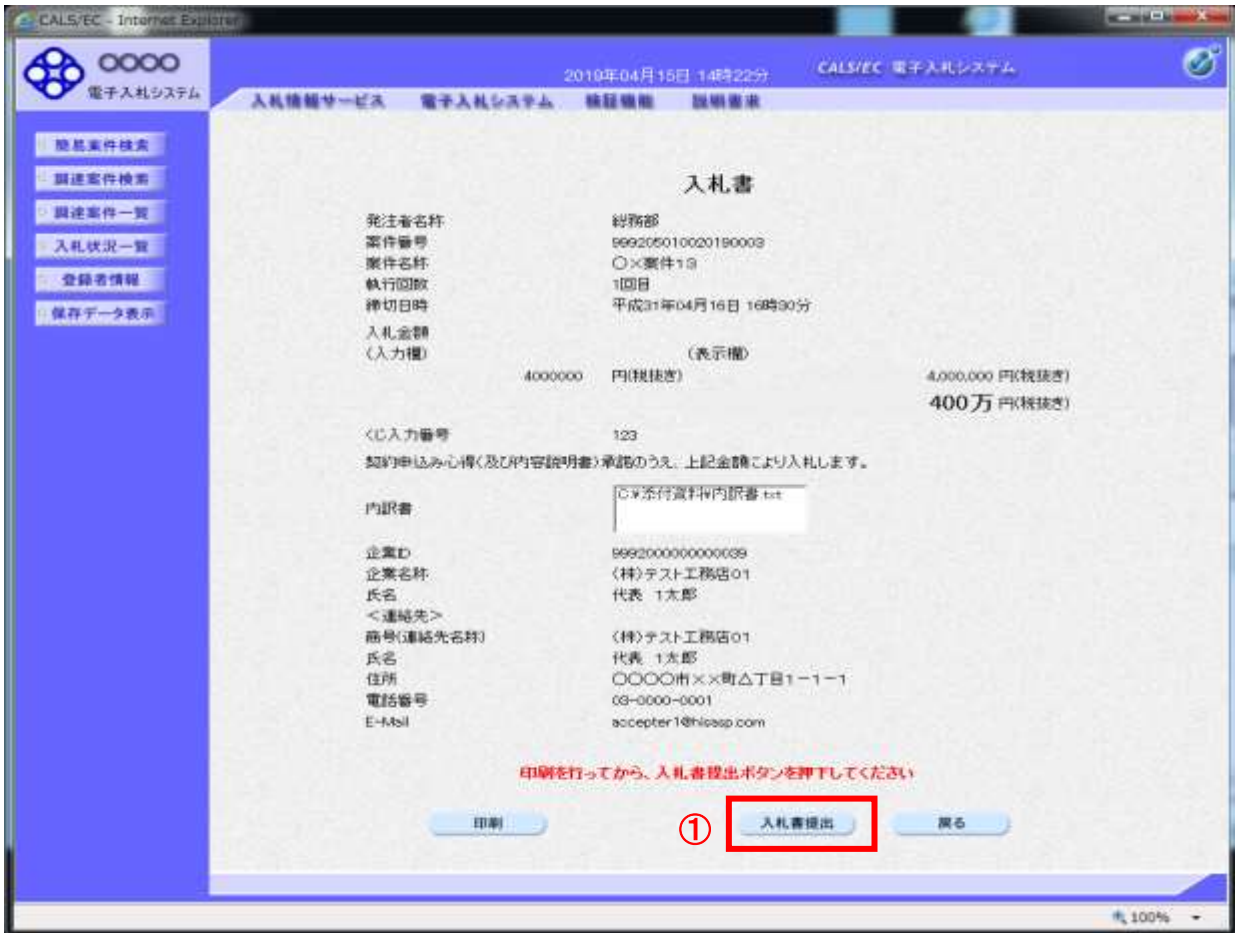 CALS/EC - Internet Explorer
〇〇〇〇
電子入札システム
2019年04月15日 14時22分
CALS/EC 電子入札システム
入札情報サービス 電子入札システム 検証機能 説明要求
簡易案件検索
調達案件検索
調達案件一覧
入札状況一覧
登録者情報
保存データ表示
入札書
発注者名称 総務部
案件番号 999205010020190003
案件名称 〇×案件13
執行回数 1回目
締切日時 平成31年04月16日 16時30分
入札金額
(入力欄) (表示欄)
4000000 円(税抜き) 4,000,000 円(税抜き)
400万 円(税抜き)
くじ入力番号 123
契約申込み心得(及び内容説明書)承諾のうえ、上記金額により入札します。
内訳書 C:¥添付資料¥内訳書.txt
企業ID 9992000000000039
企業名称 (株)テスト工務店01
氏名 代表 1太郎
<連絡先>
商号(連絡先名称) (株)テスト工務店01
氏名 代表 1太郎
住所 〇〇〇〇市××町△丁目1-1-1
電話番号 03-0000-0001
E-Mail accepter1@hisasp.com
印刷を行ってから、入札書提出ボタンを押下してください
印刷 ① 入札書提出 戻る
100%